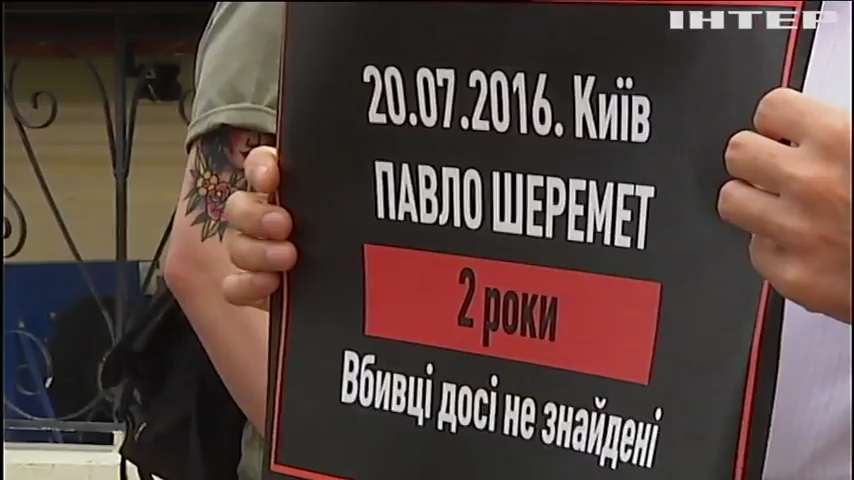 ІНТЕР
20.07.2016. Київ
ПАВЛО ШЕРЕМЕТ
2 роки
Вбивці досі не знайдені